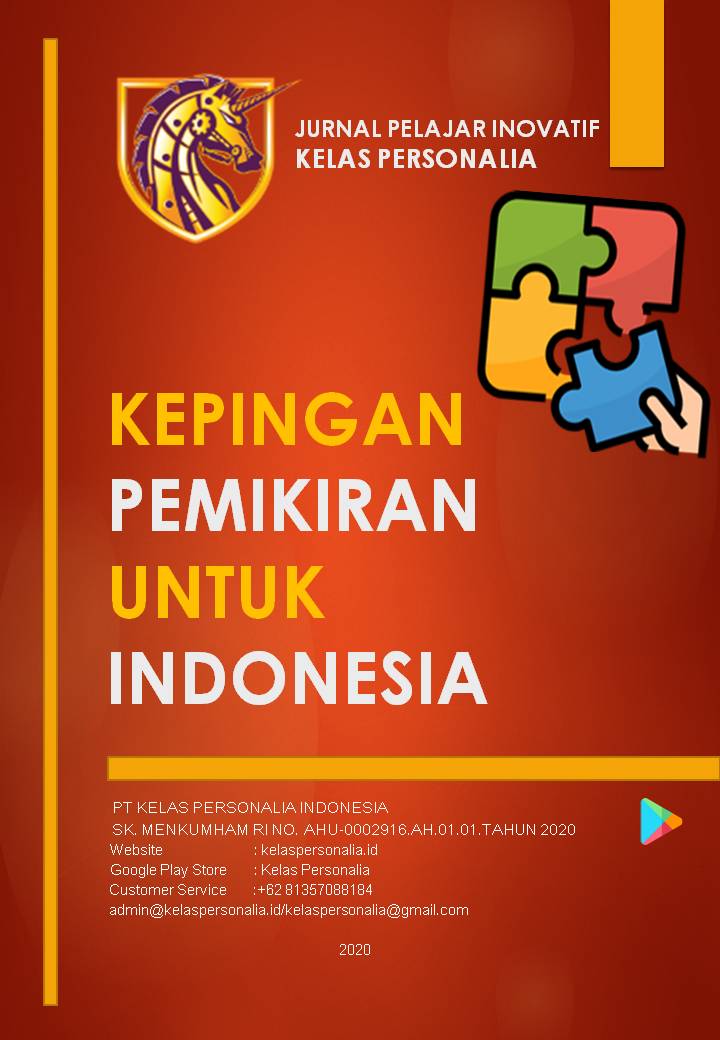 JURNAL PELAJAR INOVATIF
KELAS PERSONALIA
KEPINGAN
PEMIKIRAN
UNTUK
INDONESIA
PT KELAS PERSONALIA INDONESIA
SK. MENKUMHAM RI NO. AHU-0002916.AH.01.01.TAHUN 2020
Website : kelaspersonalia.id
Google Play Store : Kelas Personalia
Customer Service :+62 81357088184
admin@kelaspersonalia.id/kelaspersonalia@gmail.com
2020